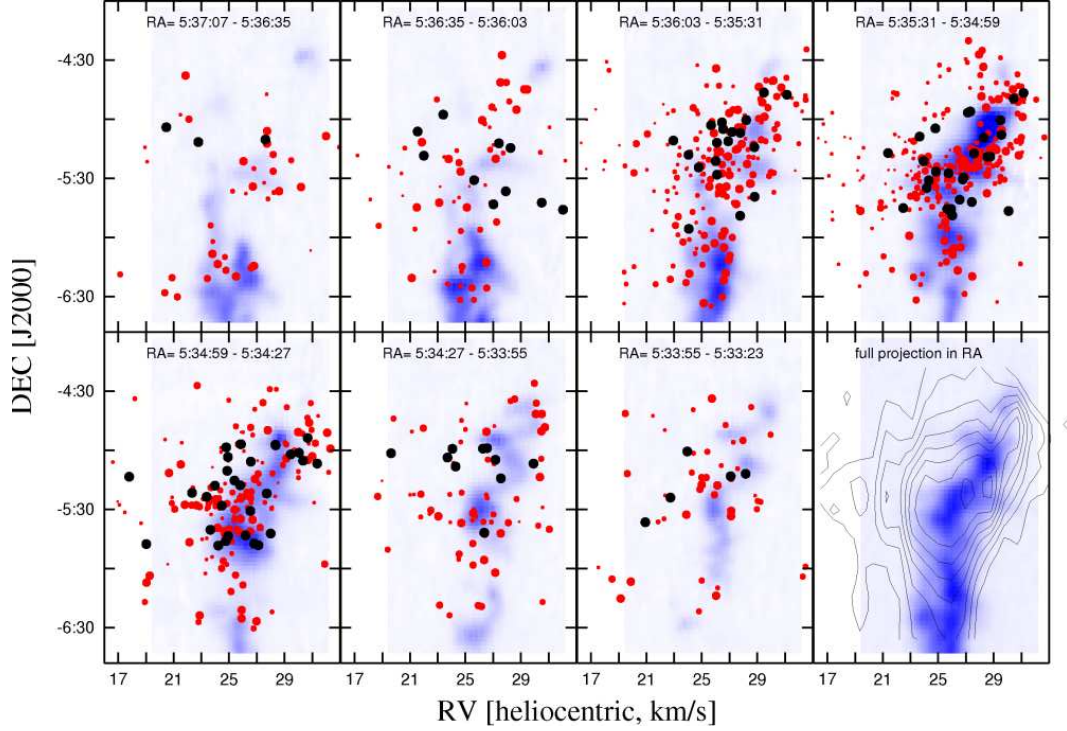 RA= 5:37:07 - 5:36:35
RA= 5:36:35 - 5:36:03
RA= 5:36:03 - 5:35:31
RA= 5:35:31 - 5:34:59
-4:30
-5:30
-6:30
RA= 5:34:59 - 5:34:27
RA= 5:34:27 - 5:33:55
RA= 5:33:55 - 5:33:23
full projection in RA
-4:30
-5:30
-6:30
DEC [J2000]
17 21 25 29 17 21 25 29 17 21 25 29 17 21 25 29
RV [heliocentric, km/s]